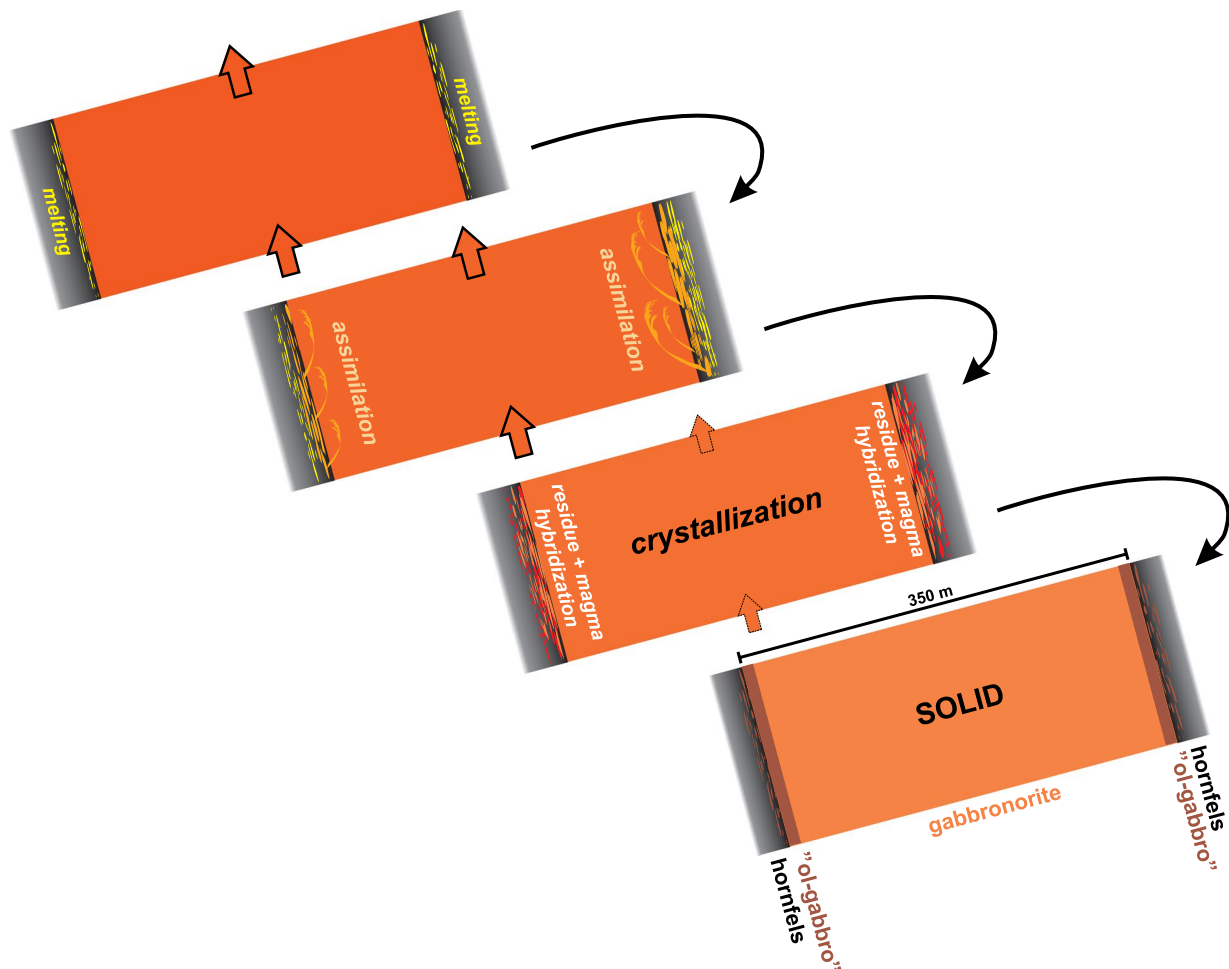 melting
melting
assimilation
assimilation
residue + magma
hybridization
crystallization
residue + magma
hybridization
350 m
SOLID
gabbronorite
hornfels
”ol-gabbro”
hornfels
”ol-gabbro”